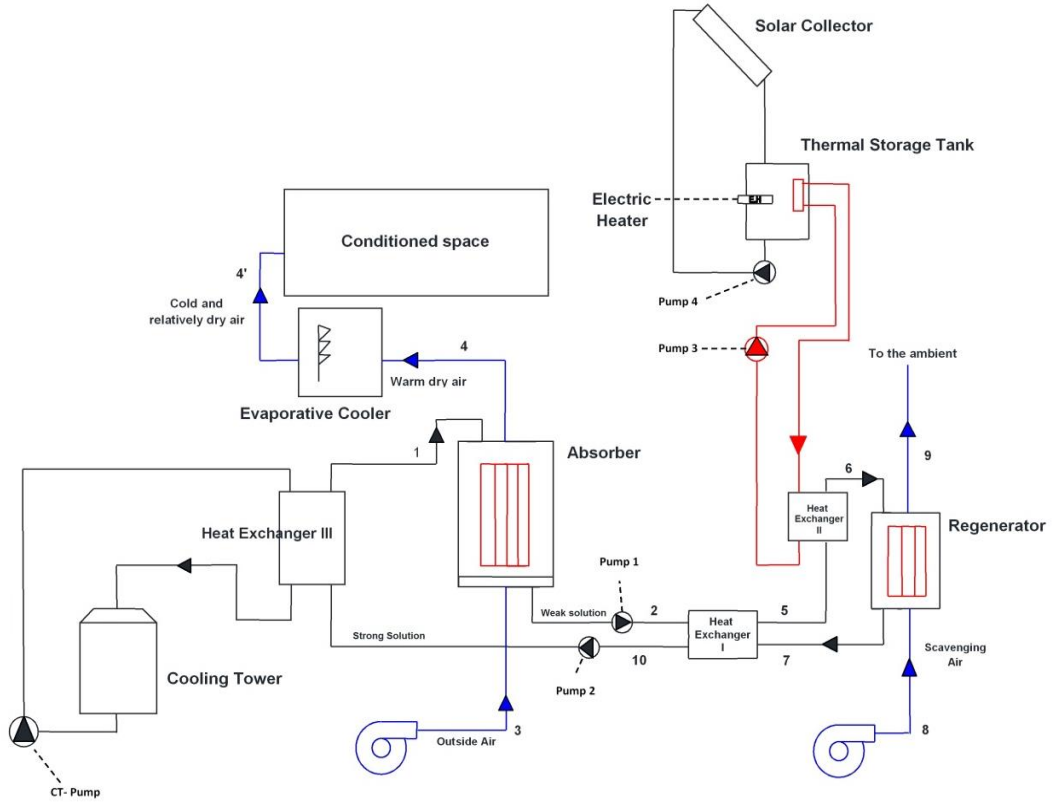 Solar Collector
Thermal Storage Tank
Electric
Heater
E.H
Pump 4
Conditioned space
4'
Cold and
relatively dry air
4
Warm dry air
Evaporative Cooler
Pump 3
To the ambient
1
Absorber
6
9
Heat
Exchanger
II
Regenerator
Heat Exchanger III
Pump 1
Weak solution
2
Heat
Exchanger
I
5
Strong Solution
10
7
Scavenging
Air
Pump 2
Cooling Tower
3
Outside Air
8
CT- Pump